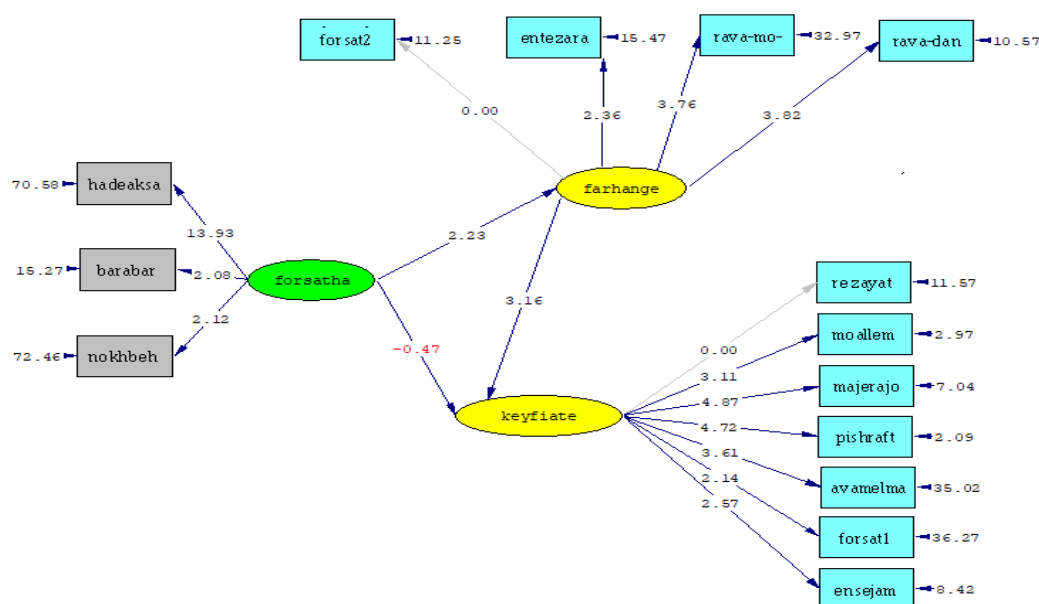 forsat2
11.25
entezara
15.47
rava-mo-
32.97
rava-dan
10.57
0.00
2.36
3.76
3.82
70.58
hadeaksa
farhange
13.93
2.23
15.27
barabar
2.08
forsatha
3.16
rezayat
11.57
2.12
72.46
nokhbeh
-0.47
0.00
moallem
2.97
3.11
majerajo
7.04
4.87
keyfiate
4.72
pishraft
2.09
3.61
avamelma
35.02
2.14
2.57
forsat1
36.27
ensejam
8.42